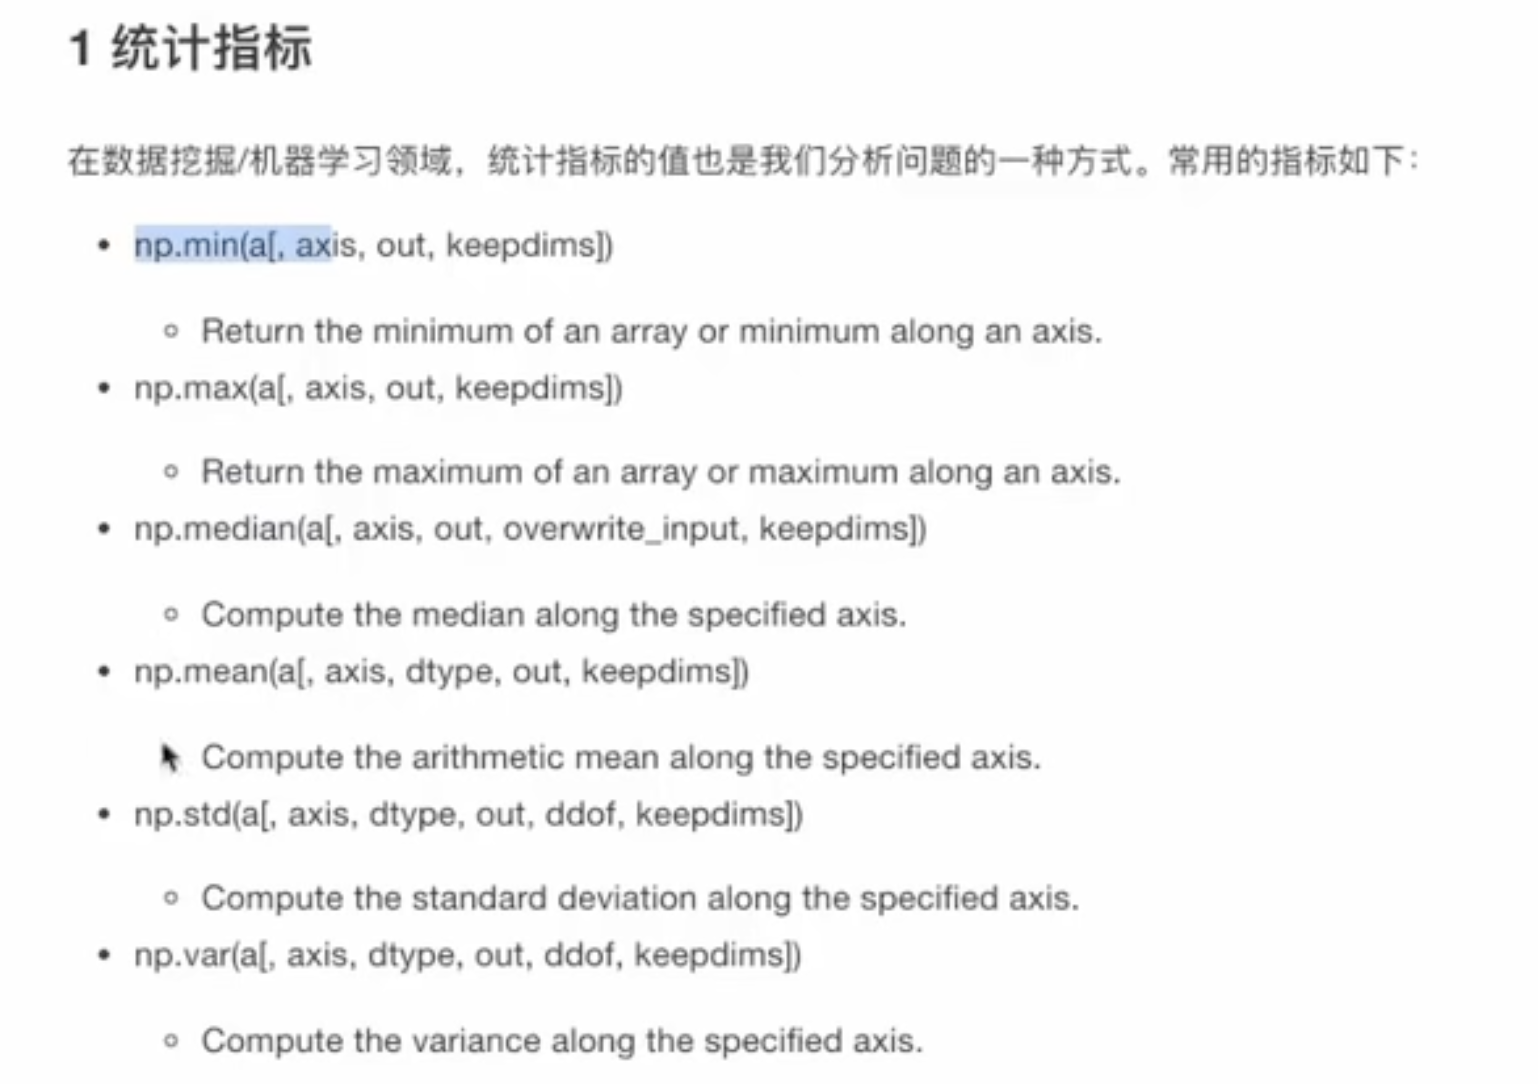 1 统计指标
在数据挖掘/机器学习领域，统计指标的值也是我们分析问题的一种方式。常用的指标如下：
np.min(a[, axis, out, keepdims])
Return the minimum of an array or minimum along an axis.
np.max(a[, axis, out, keepdims])
Return the maximum of an array or maximum along an axis.
np.median(a[, axis, out, overwrite_input, keepdims])
Compute the median along the specified axis.
np.mean(a[, axis, dtype, out, keepdims])
Compute the arithmetic mean along the specified axis.
np.std(a[, axis, dtype, out, ddof, keepdims])
Compute the standard deviation along the specified axis.
np.var(a[, axis, dtype, out, ddof, keepdims])
Compute the variance along the specified axis.